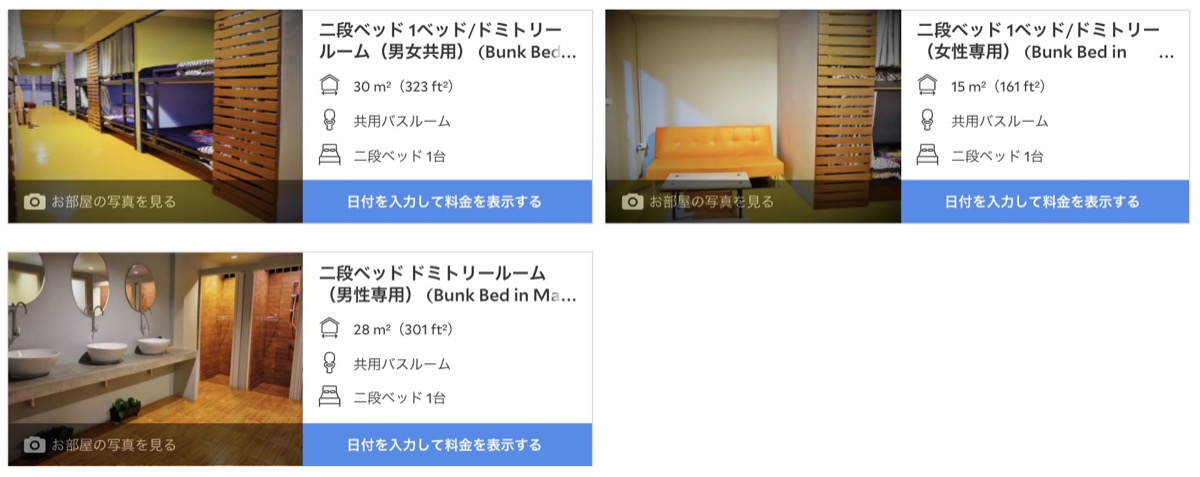 二段ベッド 1ベッド/ドミトリー
ルーム（男女共用） (Bunk Bed...
30 m²（323 ft²）
共用バスルーム
二段ベッド 1台
お部屋の写真を見る
日付を入力して料金を表示する
二段ベッド 1ベッド/ドミトリー
（女性専用） (Bunk Bed in ...
15 m²（161 ft²）
共用バスルーム
二段ベッド 1台
お部屋の写真を見る
日付を入力して料金を表示する
二段ベッド ドミトリールーム
（男性専用） (Bunk Bed in Ma...
28 m²（301 ft²）
共用バスルーム
二段ベッド 1台
お部屋の写真を見る
日付を入力して料金を表示する